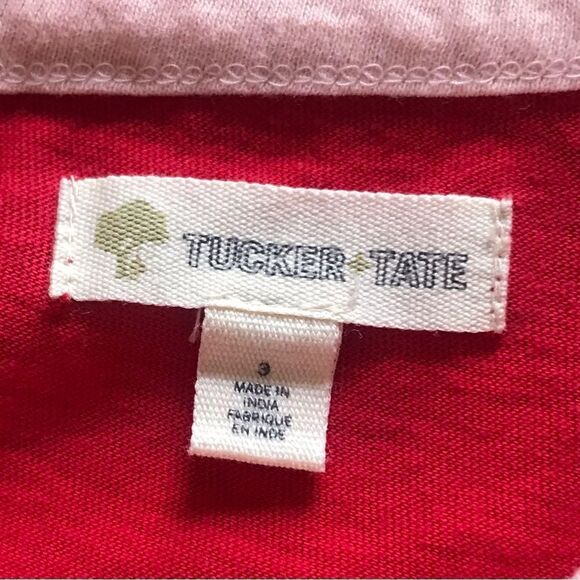 TUCKER+TATE
3
MADE IN
INDIA
FABRIQUE
EN INDE